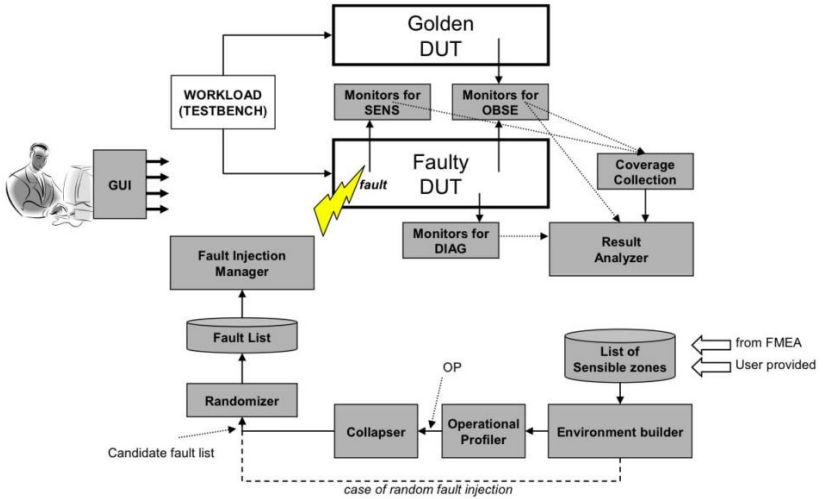 Golden
DUT
WORKLOAD
(TESTBENCH)
Monitors for
SENS
Monitors for
OBSE
GUI
Faulty
DUT
fault
Coverage
Collection
Monitors for
DIAG
Result
Analyzer
Fault Injection
Manager
Fault List
List of
Sensible zones
from FMEA
User provided
OP
Randomizer
Collapser
Operational
Profiler
Environment builder
Candidate fault list
case of random fault injection